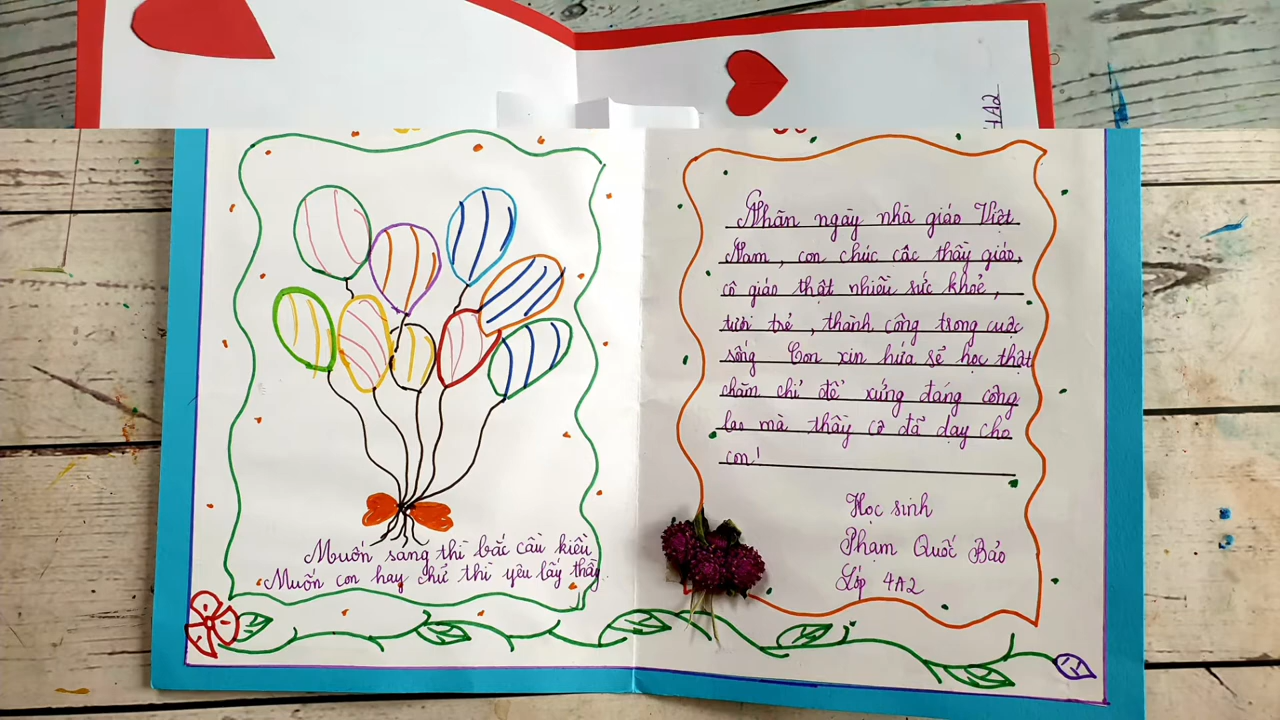 4A2
Muốn sang thì bắc cầu kiều
Muốn con hay chữ thì yêu lấy thầy
Nhân ngày nhà giáo Việt
Nam, con chúc các thầy giáo,
cô giáo thật nhiều sức khoẻ,
tươi trẻ, thành công trong cuộc
sống Con xin hứa sẽ học thật
chăm chỉ để xứng đáng công
lao mà thầy cô đã dạy cho
con!
Học sinh
Phạm Quốc Bảo
Lớp 4A2